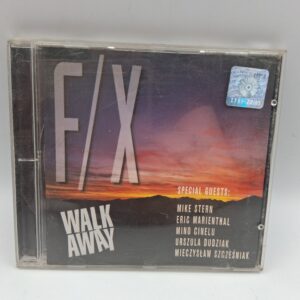 F/X
SPECIAL GUESTS:
MIKE STERN
ERIC MARIENTHAL
MINO CINELU
URSZULA DUDZIAK
MIECZYSŁAW SZCZEŚNIAK
WALK
AWAY